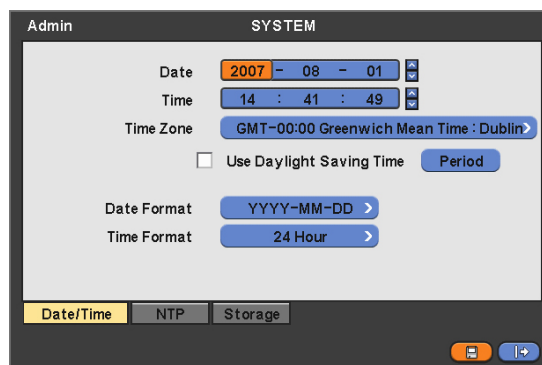 Admin SYSTEM
Date 2007 - 08 - 01
Time 14 : 41 : 49
Time Zone GMT-00:00 Greenwich Mean Time : Dublin
Use Daylight Saving Time Period
Date Format YYYY-MM-DD
Time Format 24 Hour
Date/Time NTP Storage